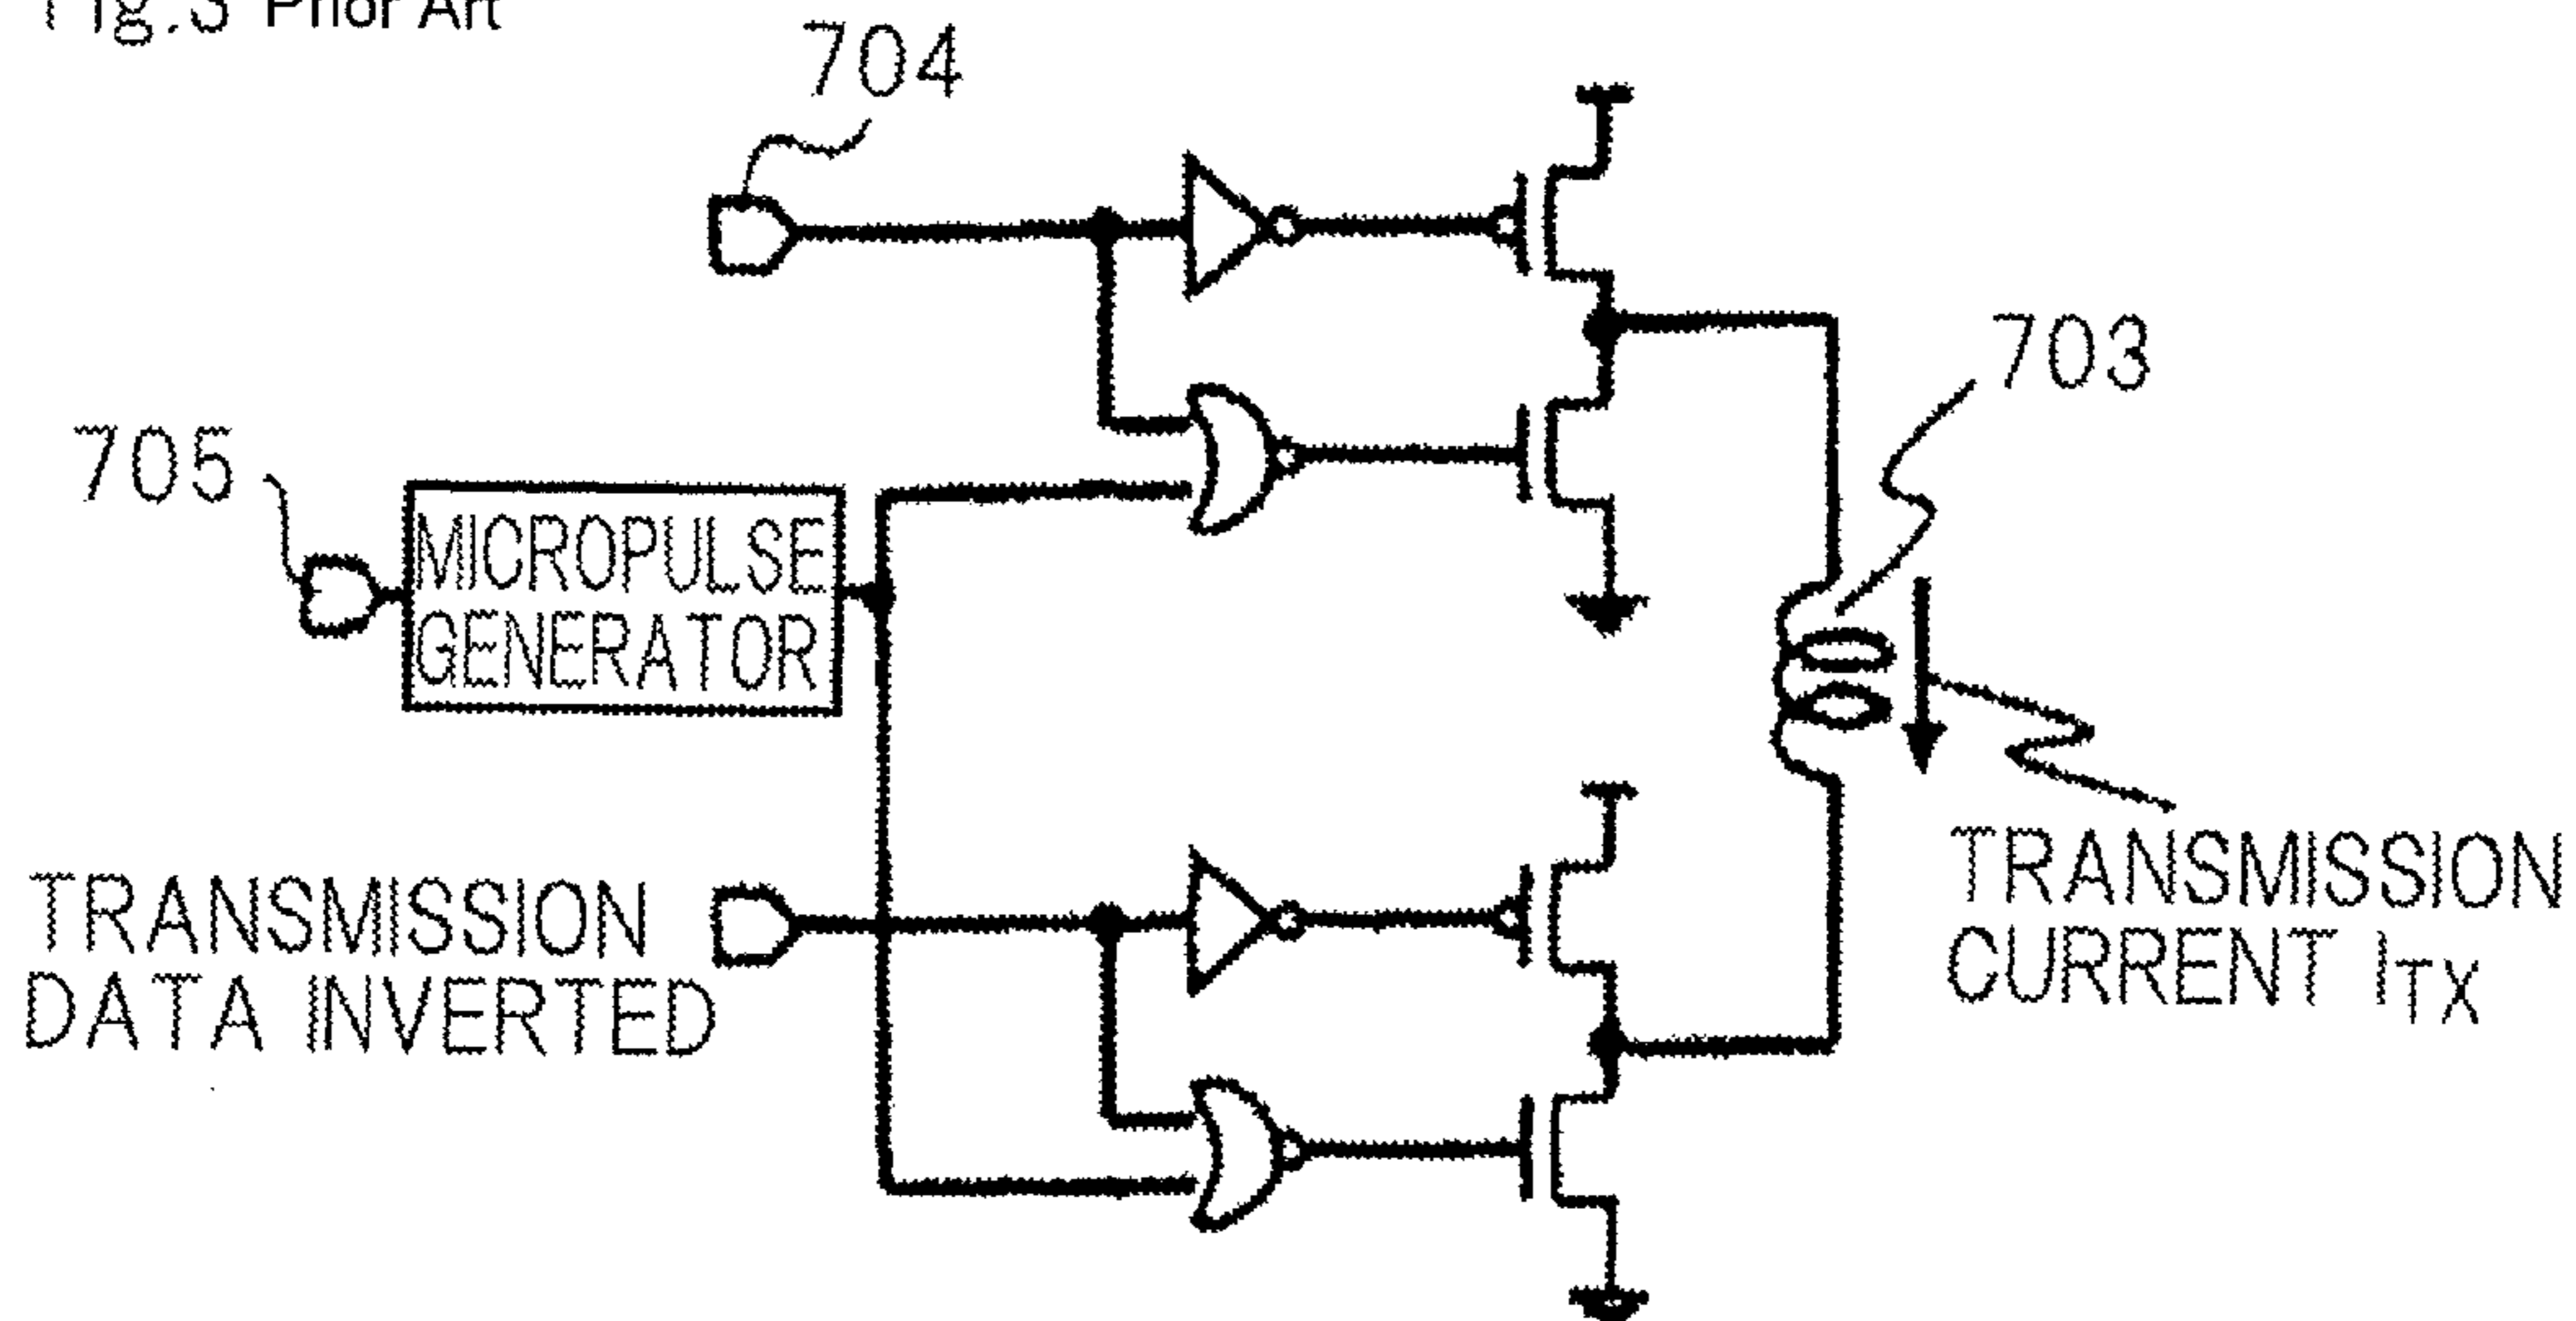 Fig.3 Prior Art
704
703
705
MICROPULSE
GENERATOR
TRANSMISSION
DATA INVERTED
TRANSMISSION
CURRENT ITX